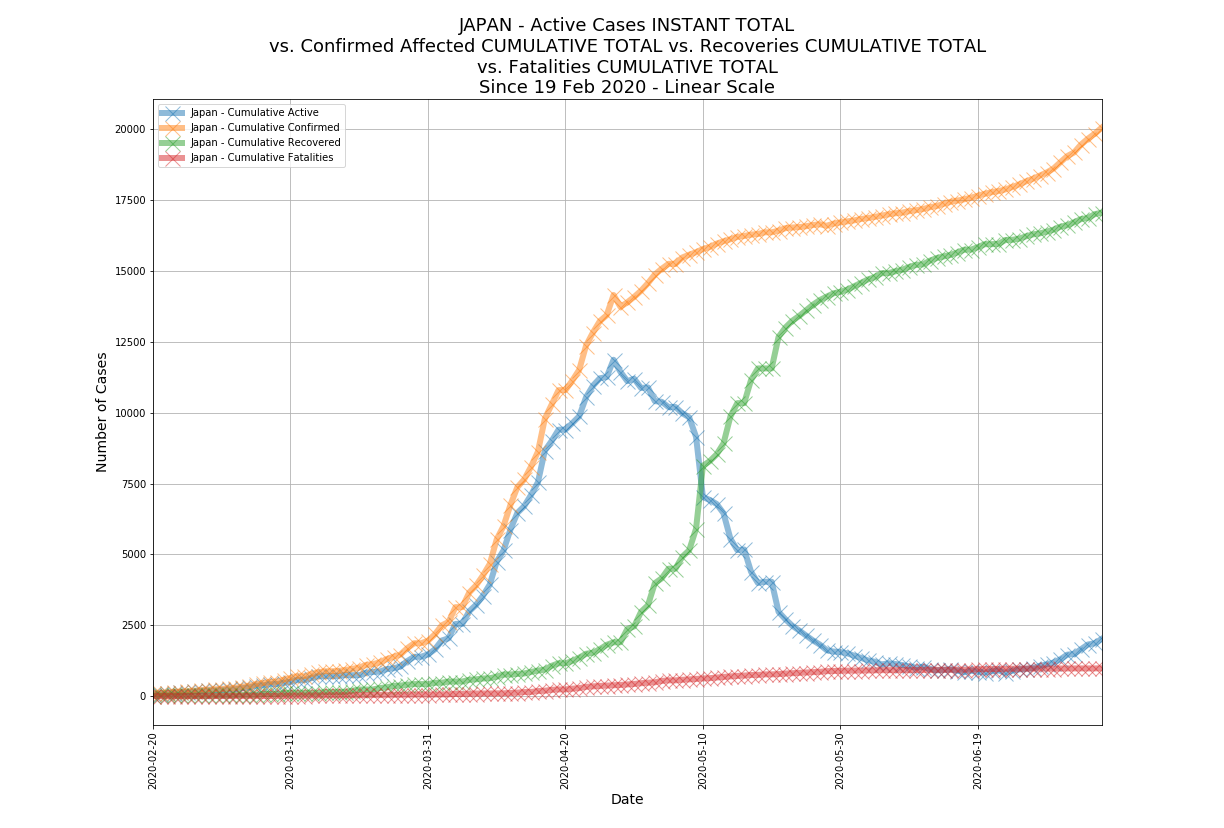 JAPAN - Active Cases INSTANT TOTAL
vs. Confirmed Affected CUMULATIVE TOTAL vs. Recoveries CUMULATIVE TOTAL
vs. Fatalities CUMULATIVE TOTAL
Since 19 Feb 2020 - Linear Scale
Japan - Cumulative Active
Japan - Cumulative Confirmed
Japan - Cumulative Recovered
Japan - Cumulative Fatalities
Number of Cases
20000
17500
15000
12500
10000
7500
5000
2500
0
2020-02-20
2020-03-11
2020-03-31
2020-04-20
2020-05-10
2020-05-30
2020-06-19
Date